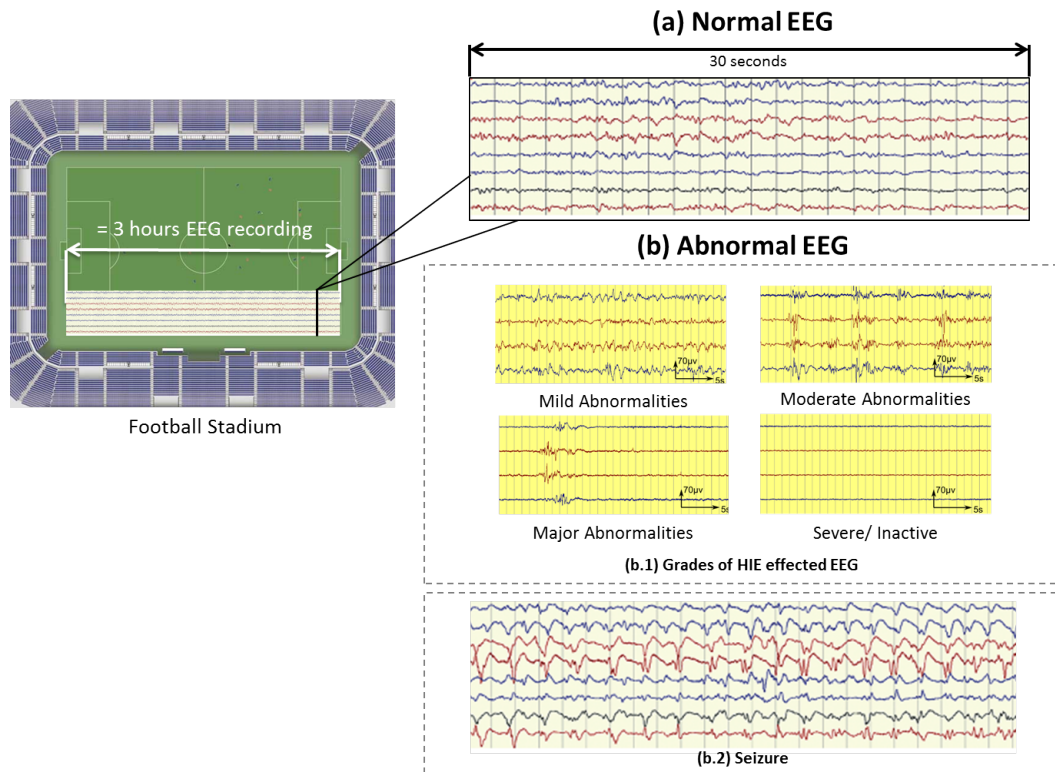 (a) Normal EEG
30 seconds
= 3 hours EEG recording
Football Stadium
(b) Abnormal EEG
70μv
5s
Mild Abnormalities
70μv
5s
Moderate Abnormalities
70μv
5s
Major Abnormalities
70μv
5s
Severe/ Inactive
(b.1) Grades of HIE effected EEG
(b.2) Seizure